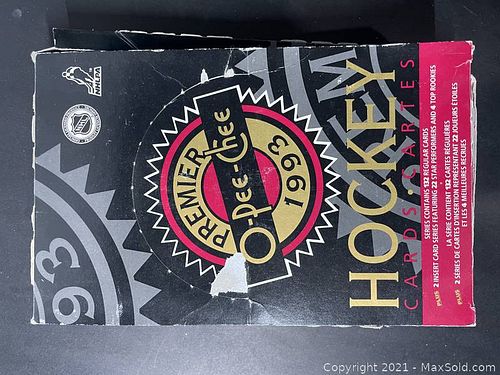 NHLPA
NHL
PREMIER
O-Pee-Chee
1993
HOCKEY
CARDS • CARTES
SERIES CONTAINS 132 REGULAR CARDS
PLUS 2 INSERT CARD SERIES FEATURING 22 STAR PERFORMERS AND 4 TOP ROOKIES
LA SÉRIE CONTIENT 132 CARTES RÉGULIÈRES
PLUS 2 SÉRIES DE CARTES D'INSERTION REPRÉSENTANT 22 JOUEURS ÉTOILES
ET LES 4 MEILLEURES RECRUES
93
M
Copyright 2021 - MaxSold.com